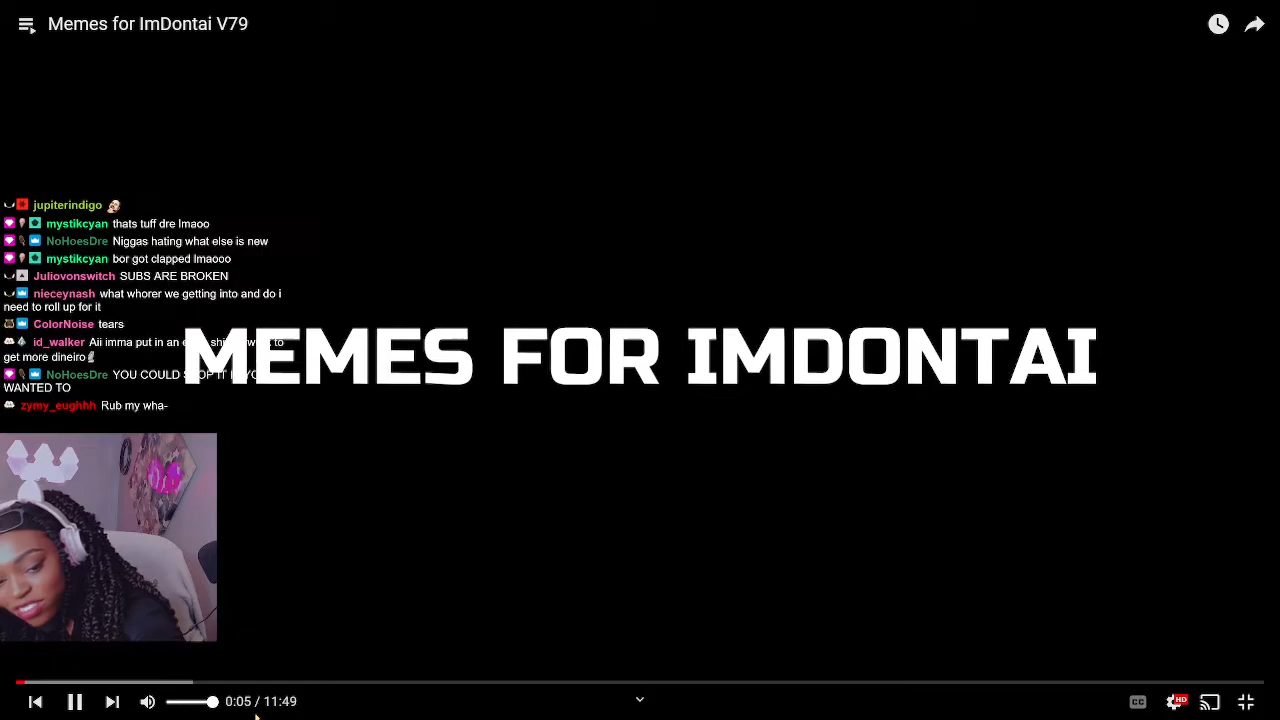 Memes for ImDontai V79
jupiterindigo
mystikcyan thats tuff dre lmaoo
NoHoesDre Niggas hating what else is new
mystikcyan bor got clapped lmaooo
Juliovonswitch SUBS ARE BROKEN
nieceynash what whorer we getting into and do i
need to roll up for it
ColorNoise tears
id_walker Aii imma put in an to
get more dineiro
NoHoesDre YOU COULD
WANTED TO
zymy_eughhh Rub my wha-
MEMES FOR IMDONTAI
0:05 / 11:49
CC
HD